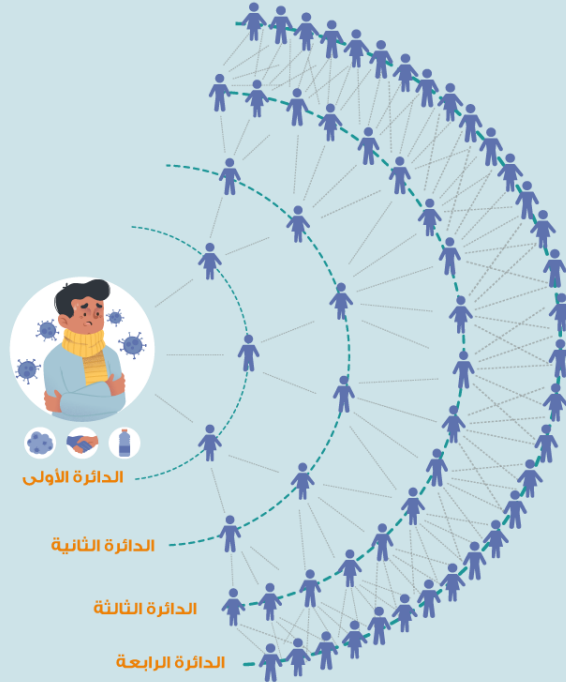 الدائرة الأولى
الدائرة الثانية
الدائرة الثالثة
الدائرة الرابعة